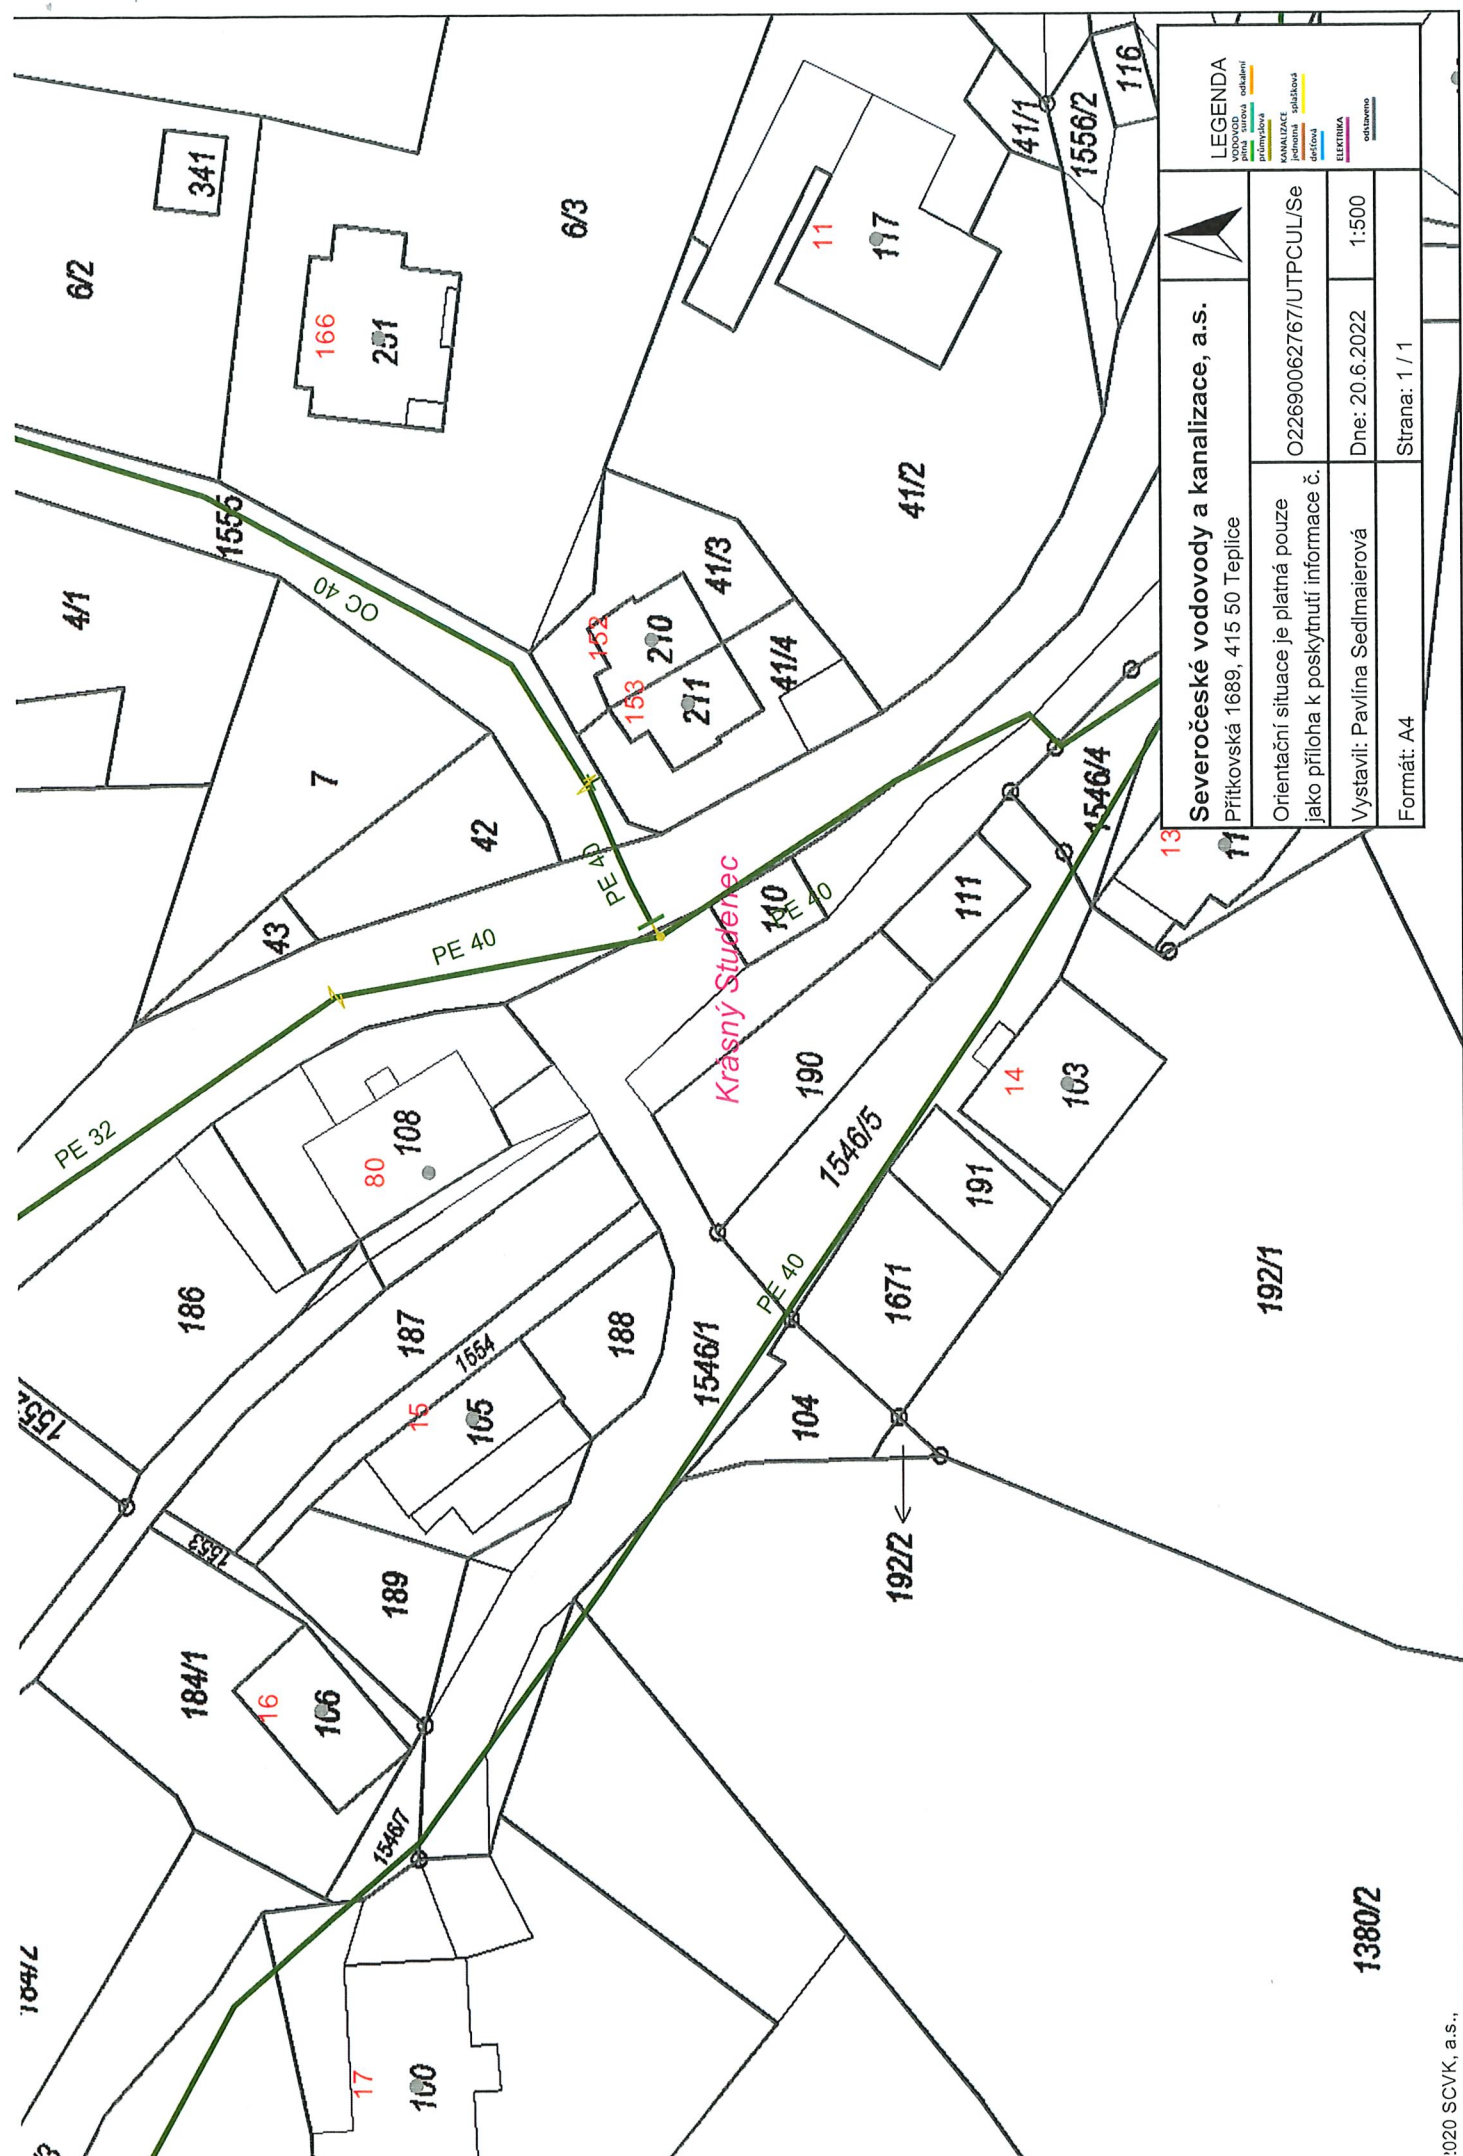 Severočeské vodovody a kanalizace, a.s.
Přítkovská 1689, 415 50 Teplice
Orientační situace je platná pouze
jako příloha k poskytnutí informace č.
O22690062767/UTPCUL/Se
Vystavil: Pavlína Sedlmaierová
Dne: 20.6.2022
1:500
Formát: A4
Strana: 1 / 1
LEGENDA
VODOVOD
pitná surová odkalení
průmyslová
KANALIZACE
jednotná splašková
dešťová
ELEKTRIKA
odstaveno
6/2
341
166
251
6/3
11
117
41/1
1556/2
116
1555
4/1
OC 40
7
42
43
152
210
153
211
41/3
41/4
41/2
PE 40
PE 40
PE 40
PE 32
Krásný Studenec
110
111
1546/4
13
11
190
1546/5
14
103
191
1671
192/1
PE 40
80
108
186
187
1554
188
1546/1
104
15
105
192/2
1553
189
184/1
16
106
1546/7
17
100
1380/2
2020 SCVK, a.s.,